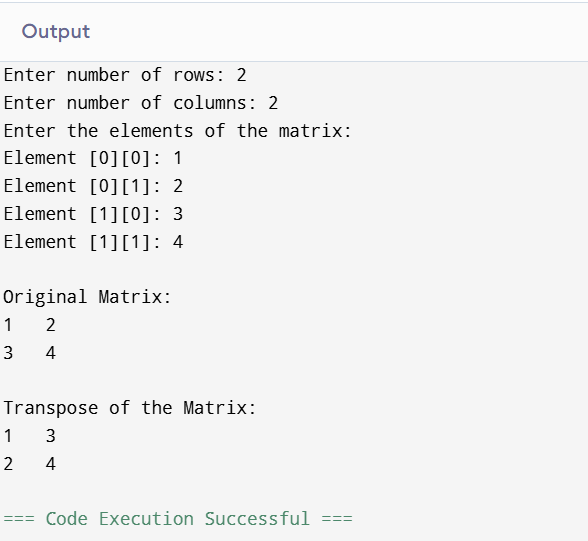 Output
Enter number of rows: 2
Enter number of columns: 2
Enter the elements of the matrix:
Element [0][0]: 1
Element [0][1]: 2
Element [1][0]: 3
Element [1][1]: 4
Original Matrix:
1   2
3   4
Transpose of the Matrix:
1   3
2   4
=== Code Execution Successful ===